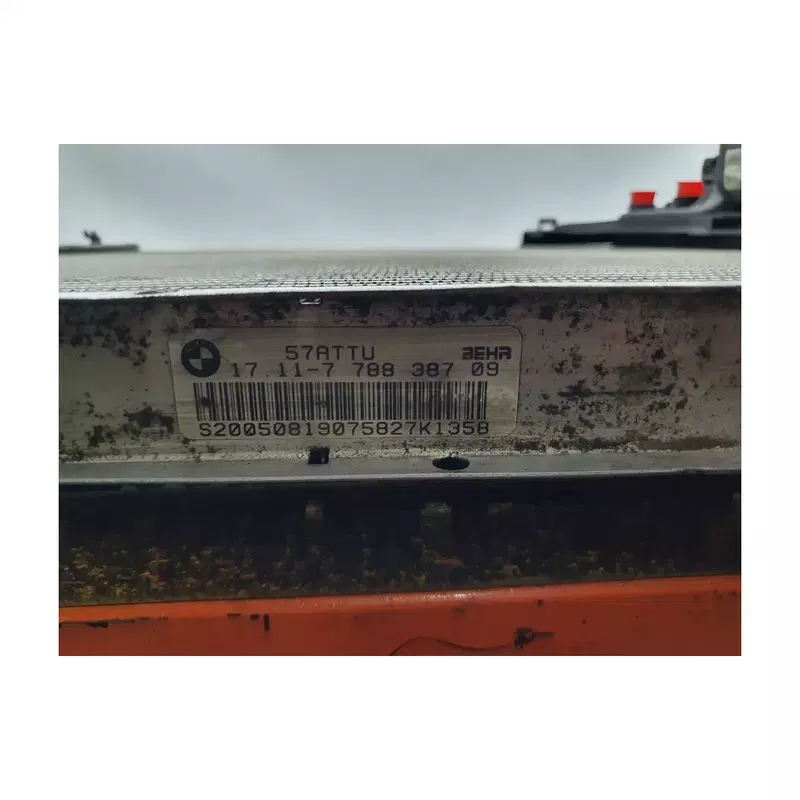 57ATTU BEHR
17 11-7 788 387 09
S20050819075827K1358